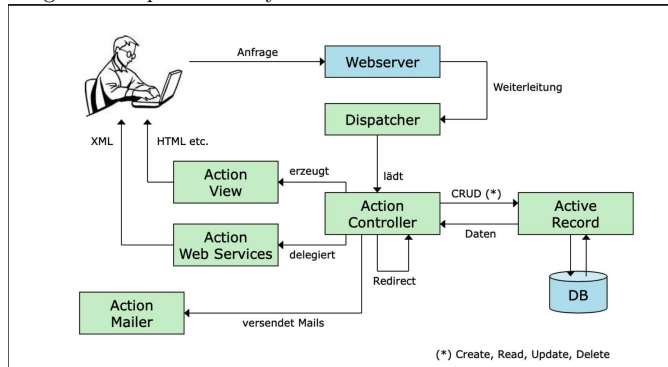 Anfrage
Webserver
Weiterleitung
Dispatcher
XML
HTML etc.
lädt
erzeugt
Action
View
Action
Controller
CRUD (*)
Daten
Active
Record
Action
Web Services
delegiert
Redirect
DB
Action
Mailer
versendet Mails
(*) Create, Read, Update, Delete